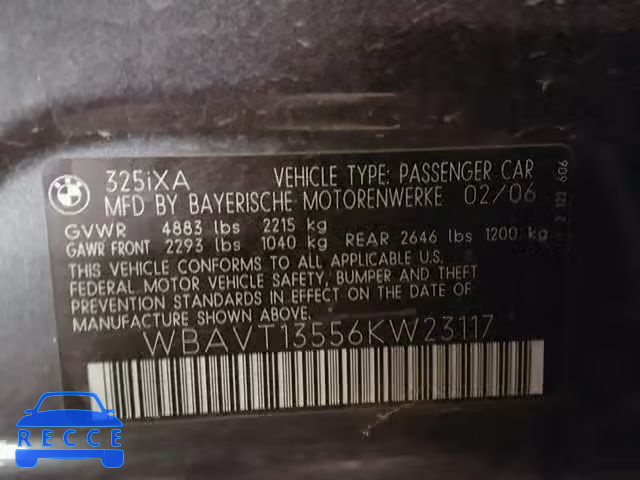 BMW
325iXA VEHICLE TYPE: PASSENGER CAR
MFD BY BAYERISCHE MOTORENWERKE 02/06
GVWR 4883 lbs 2215 kg
GAWR FRONT 2293 lbs 1040 kg REAR 2646 lbs 1200 kg
THIS VEHICLE CONFORMS TO ALL APPLICABLE
FEDERAL MOTOR VEHICLE SAFETY, BUMPER AND THEFT
PREVENTION STANDARDS IN EFFECT ON THE DATE OF
MANUFACTURE SHOWN ABOVE.
WBAVT13556KW23117
RECCE